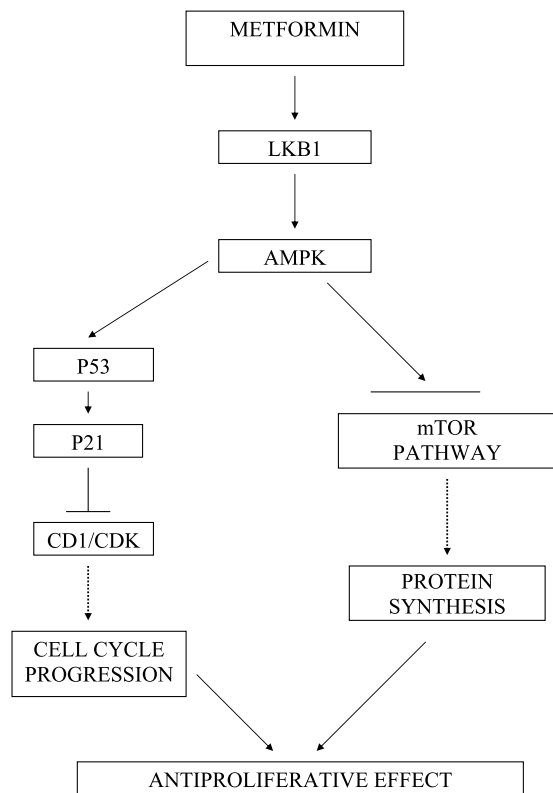 METFORMIN
LKB1
AMPK
P53
P21
CD1/CDK
CELL CYCLE
PROGRESSION
mTOR
PATHWAY
PROTEIN
SYNTHESIS
ANTIPROLIFERATIVE EFFECT